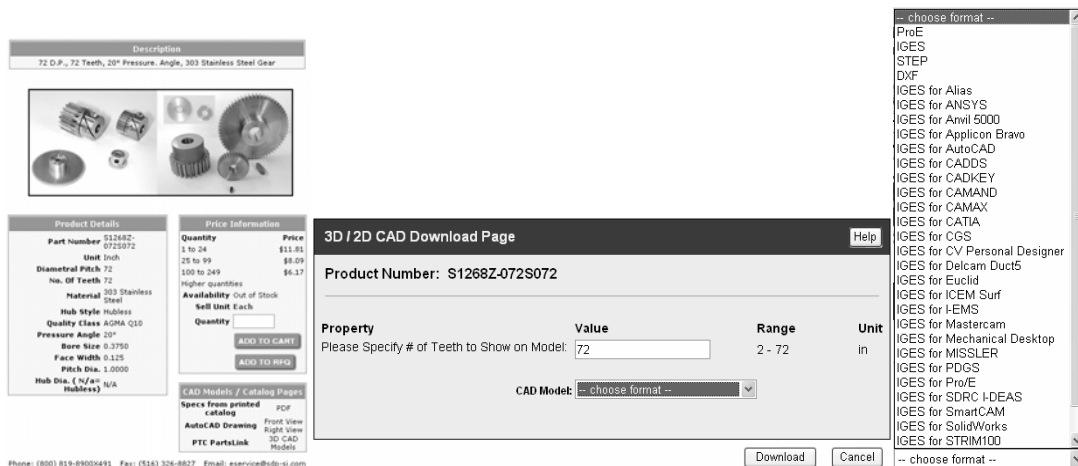 Description
72 D.P., 72 Teeth, 20° Pressure. Angle, 303 Stainless Steel Gear
Product Details
Part Number S1268Z-072S072
Unit Inch
Diametral Pitch 72
No. Of Teeth 72
Material 303 Stainless Steel
Hub Style Hubless
Quality Class AGMA Q10
Pressure Angle 20°
Bore Size 0.3750
Face Width 0.125
Pitch Dia. 1.0000
Hub Dia. ( N/A= Hubless) N/A
Price Information
Quantity Price
1 to 24 $11.81
25 to 99 $8.09
100 to 249 $6.17
Higher quantities
Availability Out of Stock
Sell Unit Each
Quantity
ADD TO CART
ADD TO RFQ
CAD Models / Catalog Pages
Specs from printed catalog PDF
AutoCAD Drawing Front View Right View
PTC PartsLink 3D CAD Models
Phone: (800) 819-8900X491 Fax: (516) 326-8827 Email: eservice@sdp-si.com
3D / 2D CAD Download Page
Help
Product Number: S1268Z-072S072
Property Value Range Unit
Please Specify # of Teeth to Show on Model: 72 2 - 72 in
CAD Model: -- choose format --
Download Cancel
-- choose format --
ProE
IGES
STEP
DXF
IGES for Alias
IGES for ANSYS
IGES for Anvil 5000
IGES for Applicon Bravo
IGES for AutoCAD
IGES for CADDS
IGES for CADKEY
IGES for CAMAND
IGES for CAMAX
IGES for CATIA
IGES for CGS
IGES for CV Personal Designer
IGES for Delcam Duct5
IGES for Euclid
IGES for ICEM Surf
IGES for I-EMS
IGES for Mastercam
IGES for Mechanical Desktop
IGES for MISSLER
IGES for PDGS
IGES for Pro/E
IGES for SDRC I-DEAS
IGES for SmartCAM
IGES for SolidWorks
IGES for STRIM100
-- choose format --